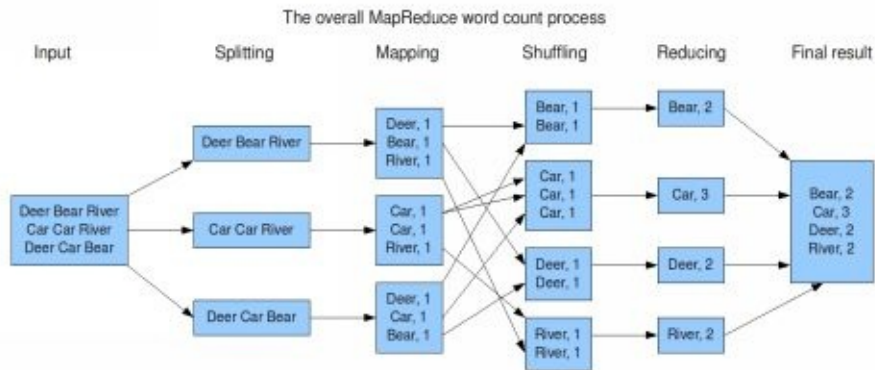 The overall MapReduce word count process
Input
Splitting
Mapping
Shuffling
Reducing
Final result
Deer Bear River
Car Car River
Deer Car Bear
Deer Bear River
Car Car River
Deer Car Bear
Deer, 1
Bear, 1
River, 1
Car, 1
Car, 1
River, 1
Deer, 1
Car, 1
Bear, 1
Bear, 1
Bear, 1
Car, 1
Car, 1
Car, 1
Deer, 1
Deer, 1
River, 1
River, 1
Bear, 2
Car, 3
Deer, 2
River, 2
Bear, 2
Car, 3
Deer, 2
River, 2